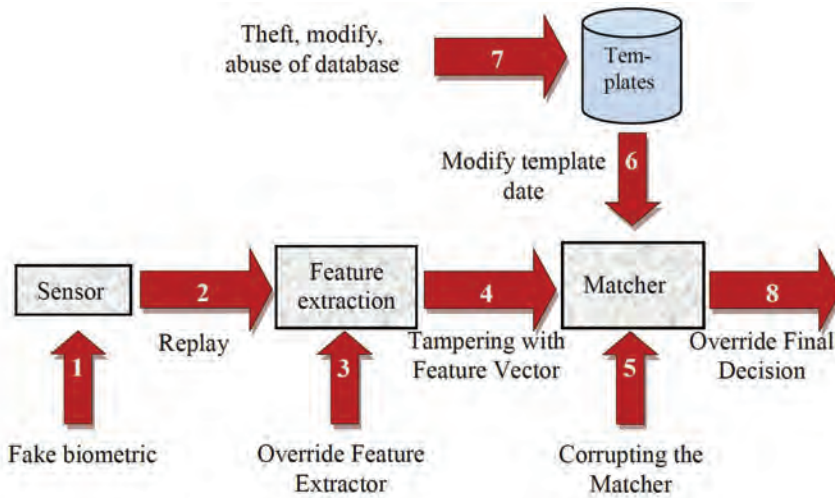 Theft, modify,
abuse of database
7
Tem-
plates
Modify template
date
6
Sensor
2
Replay
Feature
extraction
4
Tampering with
Feature Vector
Matcher
8
Override Final
Decision
1
Fake biometric
3
Override Feature
Extractor
5
Corrupting the
Matcher